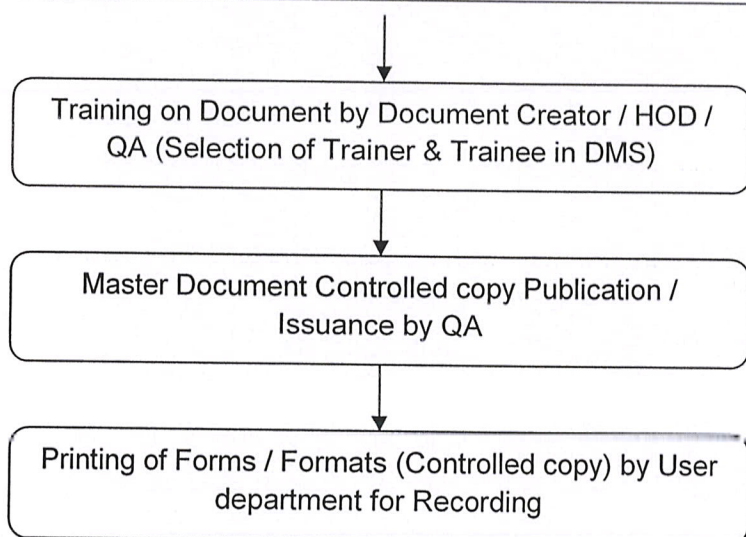 Training on Document by Document Creator / HOD /
QA (Selection of Trainer & Trainee in DMS)
Master Document Controlled copy Publication /
Issuance by QA
Printing of Forms / Formats (Controlled copy) by User
department for Recording